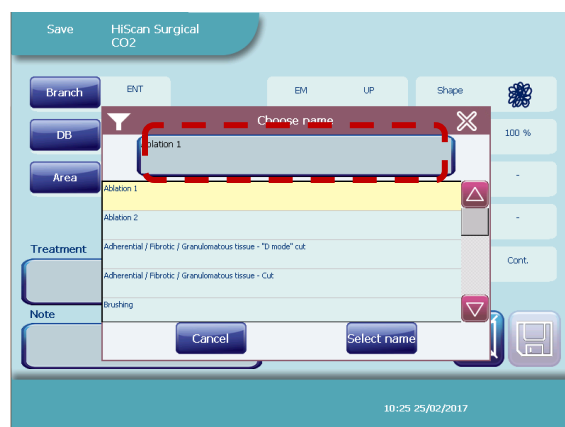 Save
HiScan Surgical
CO2
Branch
ENT
EM
UP
Shape
DB
Choose name
100 %
Ablation 1
Area
-
Ablation 1
Ablation 2
-
Treatment
Adherential / Fibrotic / Granulomatous tissue - "D mode" cut
Cont.
Adherential / Fibrotic / Granulomatous tissue - Cut
Note
Brushing
Cancel
Select name
10:25 25/02/2017